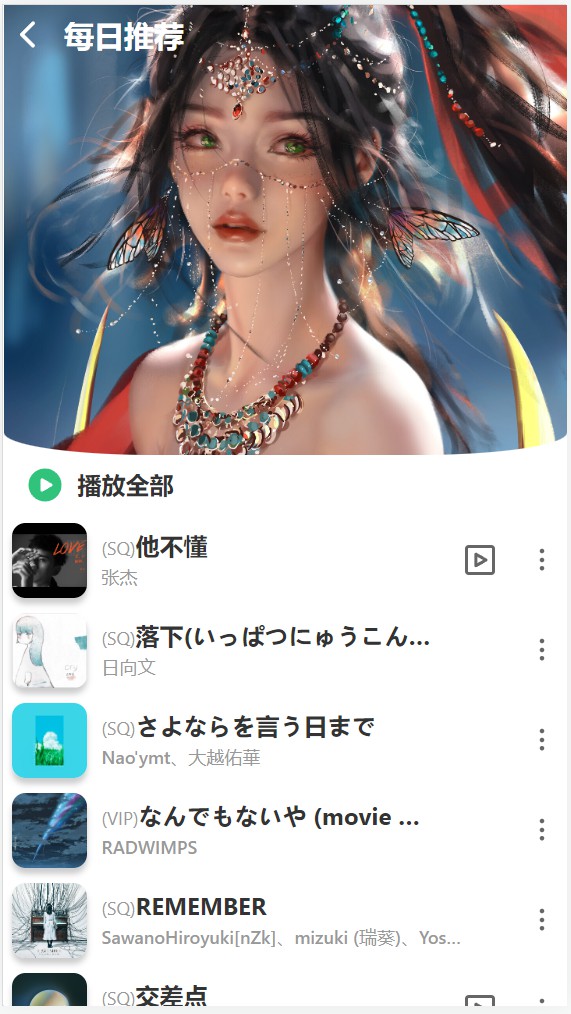 每日推荐
播放全部
LOVE
(SQ)他不懂
张杰
cry
(SQ)落下(いっぱつにゅうこん...
日向文
(SQ)さよならを言う日まで
Nao'ymt、大越佑華
(VIP)なんでもないや (movie ...
RADWIMPS
(SQ)REMEMBER
SawanoHiroyuki[nZk]、mizuki (瑞葵)、Yos...
(SQ)交差点